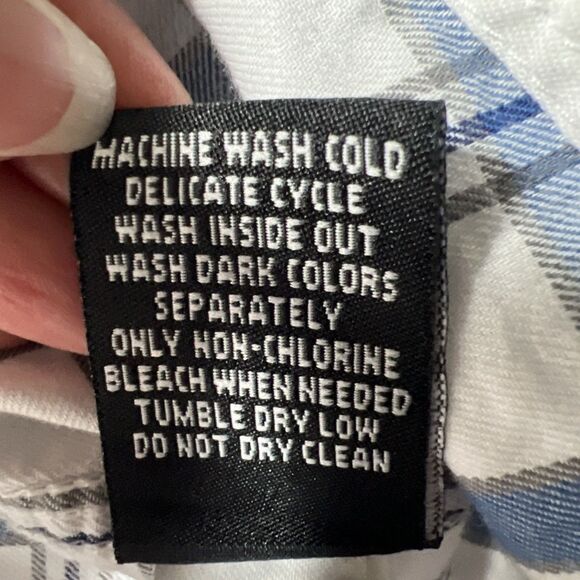 MACHINE WASH COLD
DELICATE CYCLE
WASH INSIDE OUT
WASH DARK COLORS
SEPARATELY
ONLY NON-CHLORINE
BLEACH WHEN NEEDED
TUMBLE DRY LOW
DO NOT DRY CLEAN